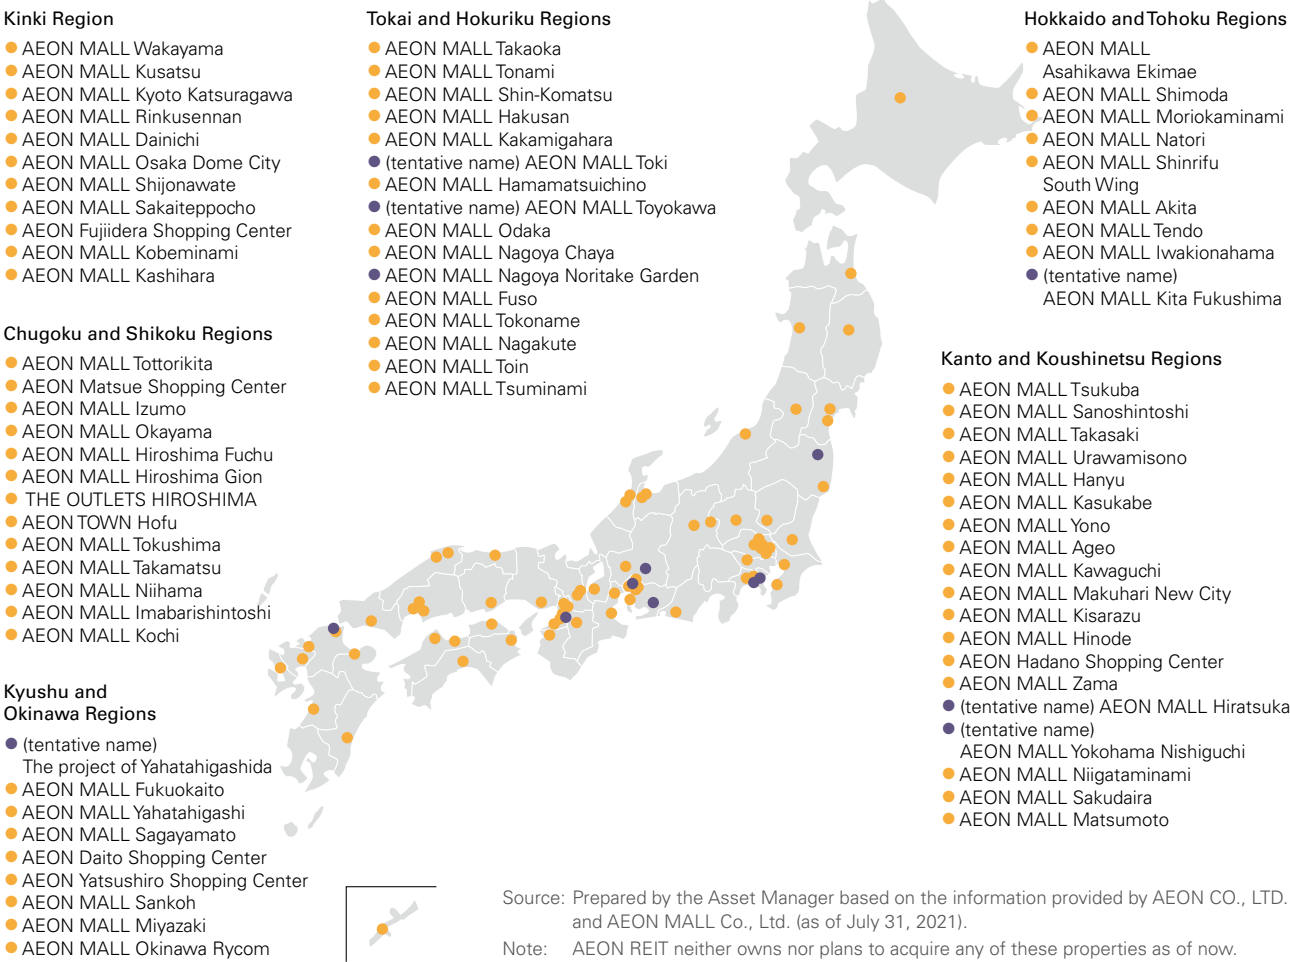 Kinki Region
AEON MALL Wakayama
AEON MALL Kusatsu
AEON MALL Kyoto Katsuragawa
AEON MALL Rinkusennan
AEON MALL Dainichi
AEON MALL Osaka Dome City
AEON MALL Shijonawate
AEON MALL Sakaiteppocho
AEON Fujiidera Shopping Center
AEON MALL Kobeminami
AEON MALL Kashihara
Chugoku and Shikoku Regions
AEON MALL Tottorikita
AEON Matsue Shopping Center
AEON MALL Izumo
AEON MALL Okayama
AEON MALL Hiroshima Fuchu
AEON MALL Hiroshima Gion
THE OUTLETS HIROSHIMA
AEON TOWN Hofu
AEON MALL Tokushima
AEON MALL Takamatsu
AEON MALL Niihama
AEON MALL Imabarishintoshi
AEON MALL Kochi
Kyushu and
Okinawa Regions
(tentative name)
The project of Yahatahigashida
AEON MALL Fukuokaito
AEON MALL Yahatahigashi
AEON MALL Sagayamato
AEON Daito Shopping Center
AEON Yatsushiro Shopping Center
AEON MALL Sankoh
AEON MALL Miyazaki
AEON MALL Okinawa Rycom
Tokai and Hokuriku Regions
AEON MALL Takaoka
AEON MALL Tonami
AEON MALL Shin-Komatsu
AEON MALL Hakusan
AEON MALL Kakamigahara
(tentative name) AEON MALL Toki
AEON MALL Hamamatsuichino
(tentative name) AEON MALL Toyokawa
AEON MALL Odaka
AEON MALL Nagoya Chaya
AEON MALL Nagoya Noritake Garden
AEON MALL Fuso
AEON MALL Tokoname
AEON MALL Nagakute
AEON MALL Toin
AEON MALL Tsuminami
Hokkaido and Tohoku Regions
AEON MALL
Asahikawa Ekimae
AEON MALL Shimoda
AEON MALL Moriokaminami
AEON MALL Natori
AEON MALL Shinrifu
South Wing
AEON MALL Akita
AEON MALL Tendo
AEON MALL Iwakionahama
(tentative name)
AEON MALL Kita Fukushima
Kanto and Koushinetsu Regions
AEON MALL Tsukuba
AEON MALL Sanoshintoshi
AEON MALL Takasaki
AEON MALL Urawamisono
AEON MALL Hanyu
AEON MALL Kasukabe
AEON MALL Yono
AEON MALL Ageo
AEON MALL Kawaguchi
AEON MALL Makuhari New City
AEON MALL Kisarazu
AEON MALL Hinode
AEON Hadano Shopping Center
AEON MALL Zama
(tentative name) AEON MALL Hiratsuka
(tentative name)
AEON MALL Yokohama Nishiguchi
AEON MALL Niigataminami
AEON MALL Sakudaira
AEON MALL Matsumoto
Source: Prepared by the Asset Manager based on the information provided by AEON CO., LTD.
and AEON MALL Co., Ltd. (as of July 31, 2021).
Note: AEON REIT neither owns nor plans to acquire any of these properties as of now.